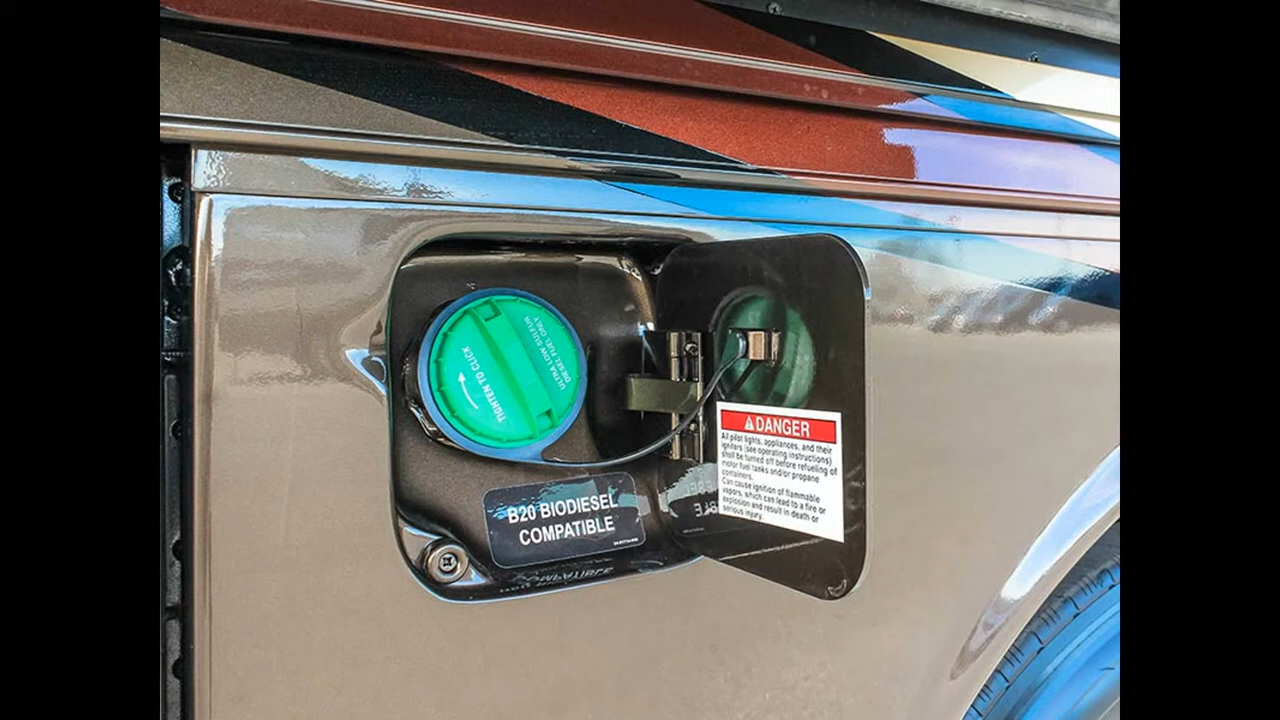 ULTRA LOW SULFUR
DIESEL FUEL ONLY
TIGHTEN TO CLICK
DANGER
All pilot lights, appliances, and their
igniters (see operating instructions)
shall be turned off before refueling of
motor fuel tanks and/or propane
containers.
Can cause ignition of flammable
vapors, which can lead to a fire or
explosion and result in death or
serious injury.
B20 BIODIESEL
COMPATIBLE